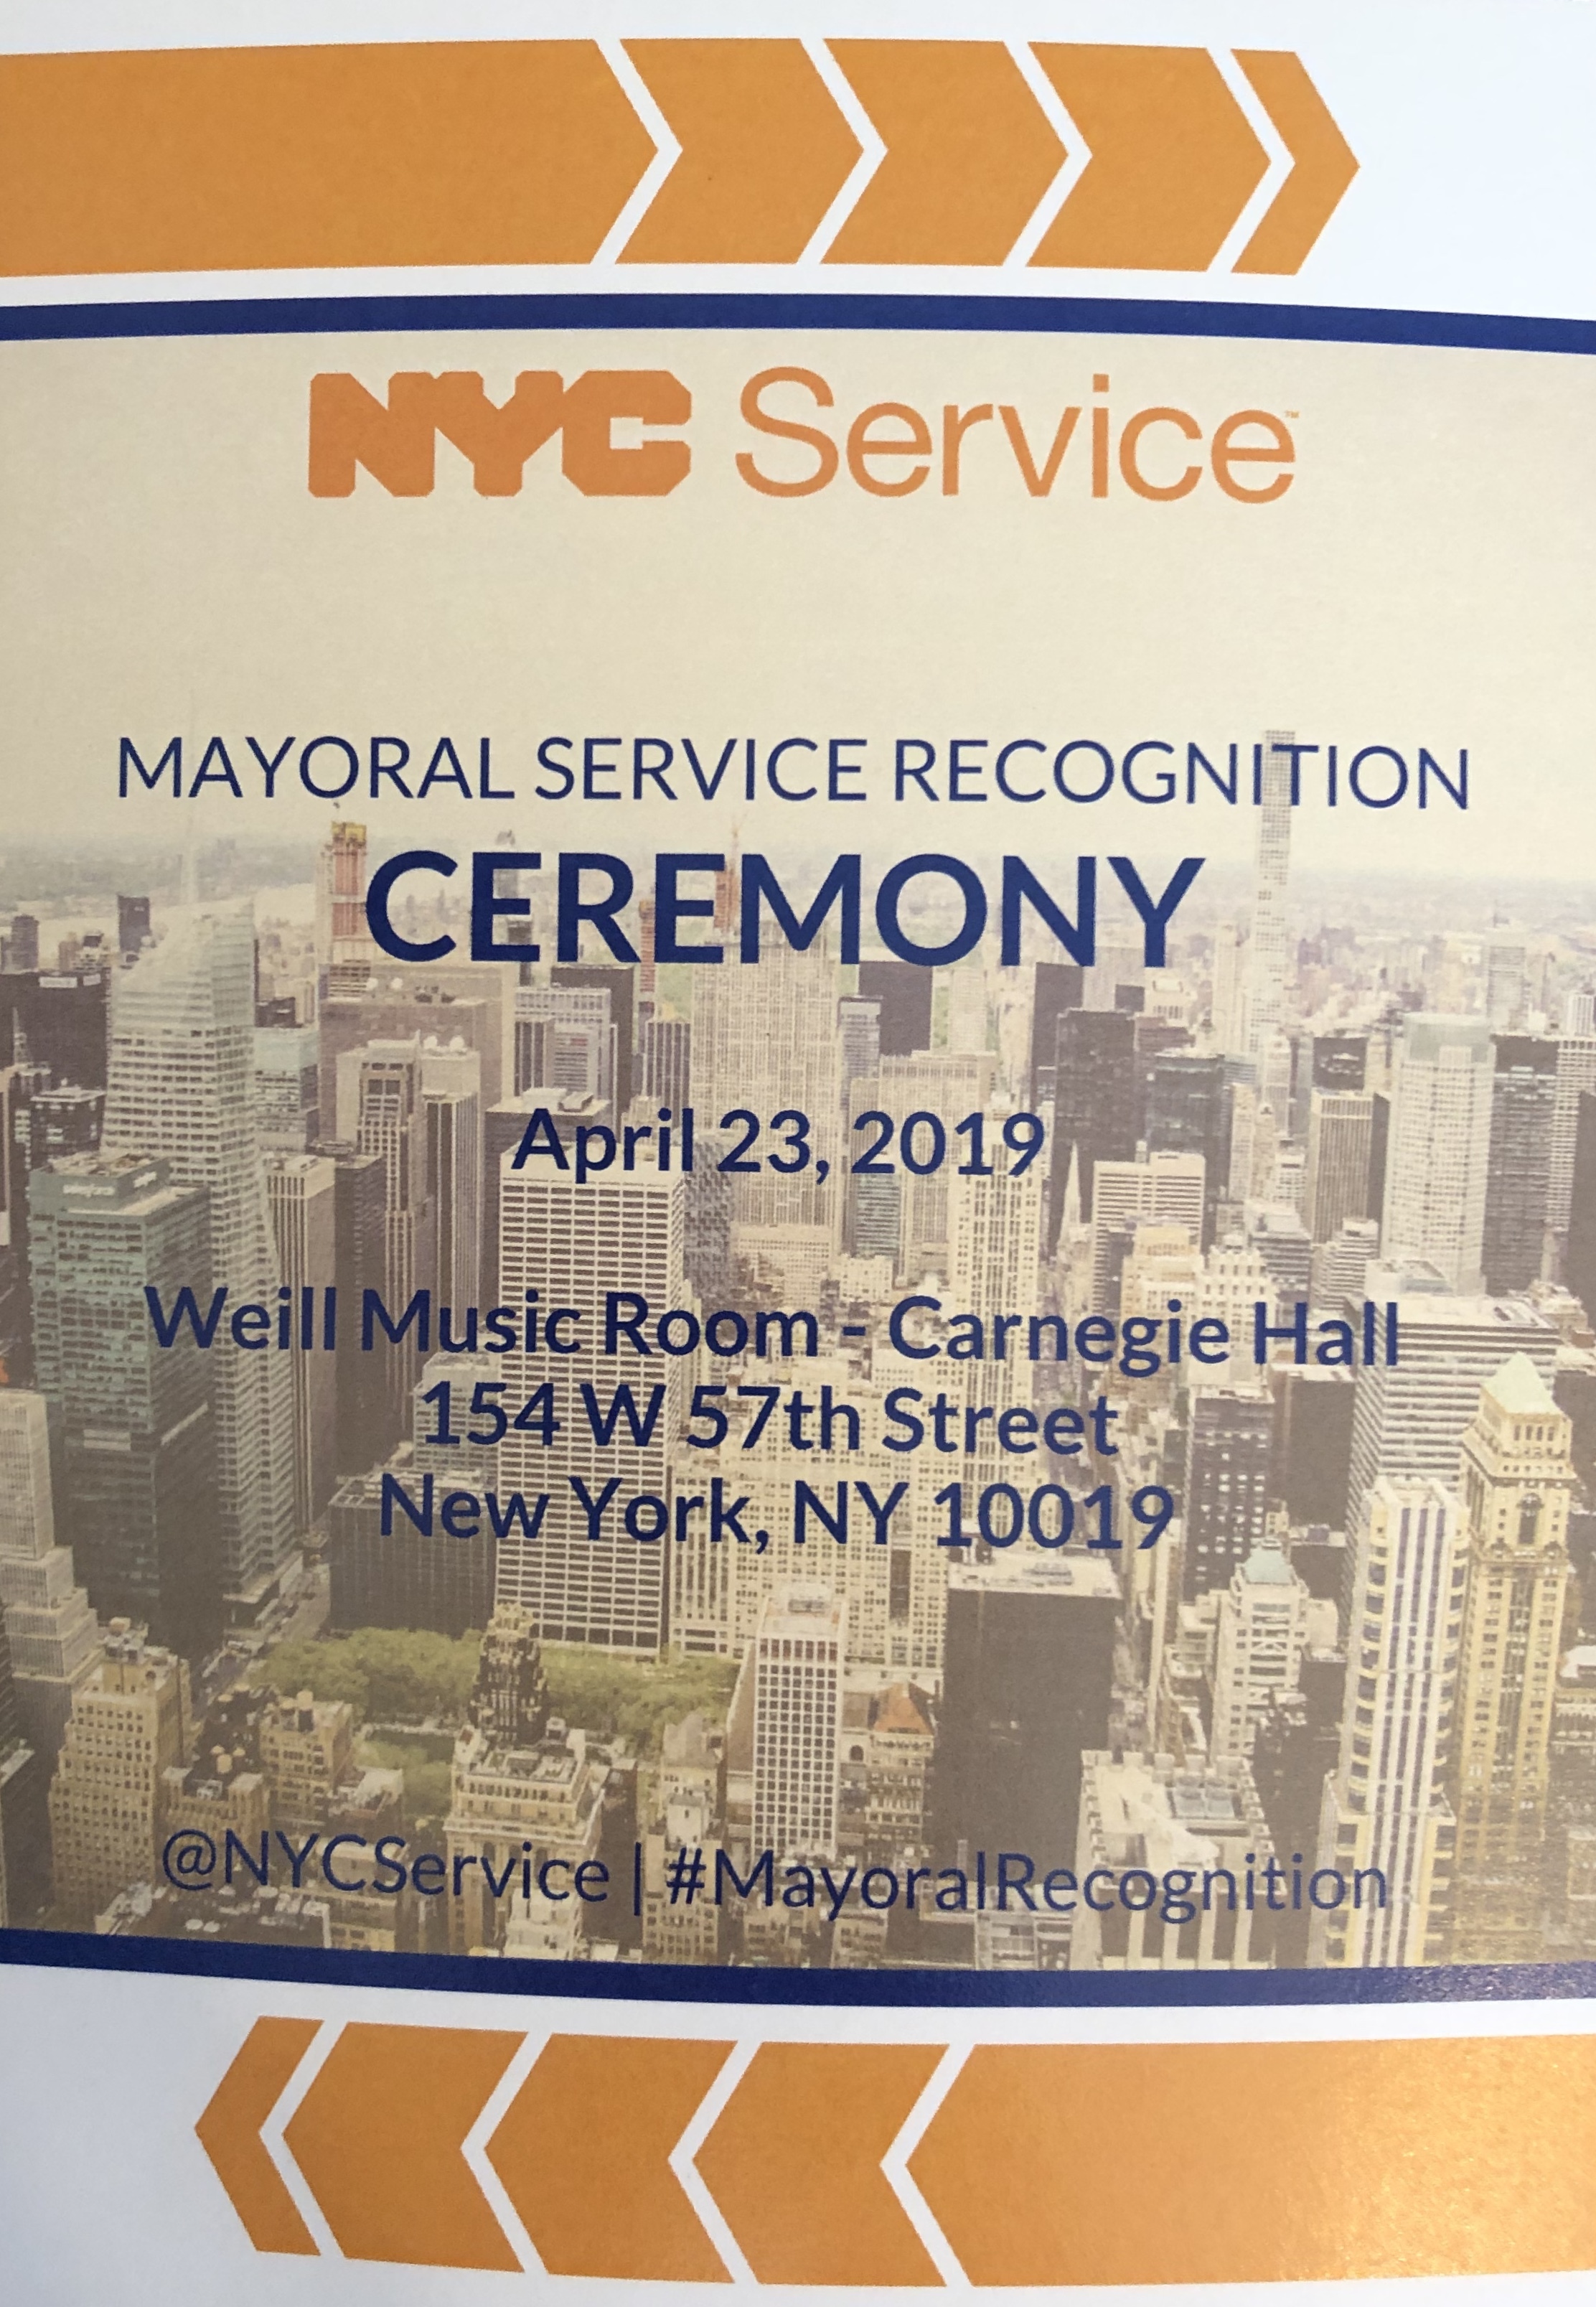 NYC Service™
MAYORAL SERVICE RECOGNITION
CEREMONY
April 23, 2019
Weill Music Room - Carnegie Hall
154 W 57th Street
New York, NY 10019
@NYCService | #MayoralRecognition